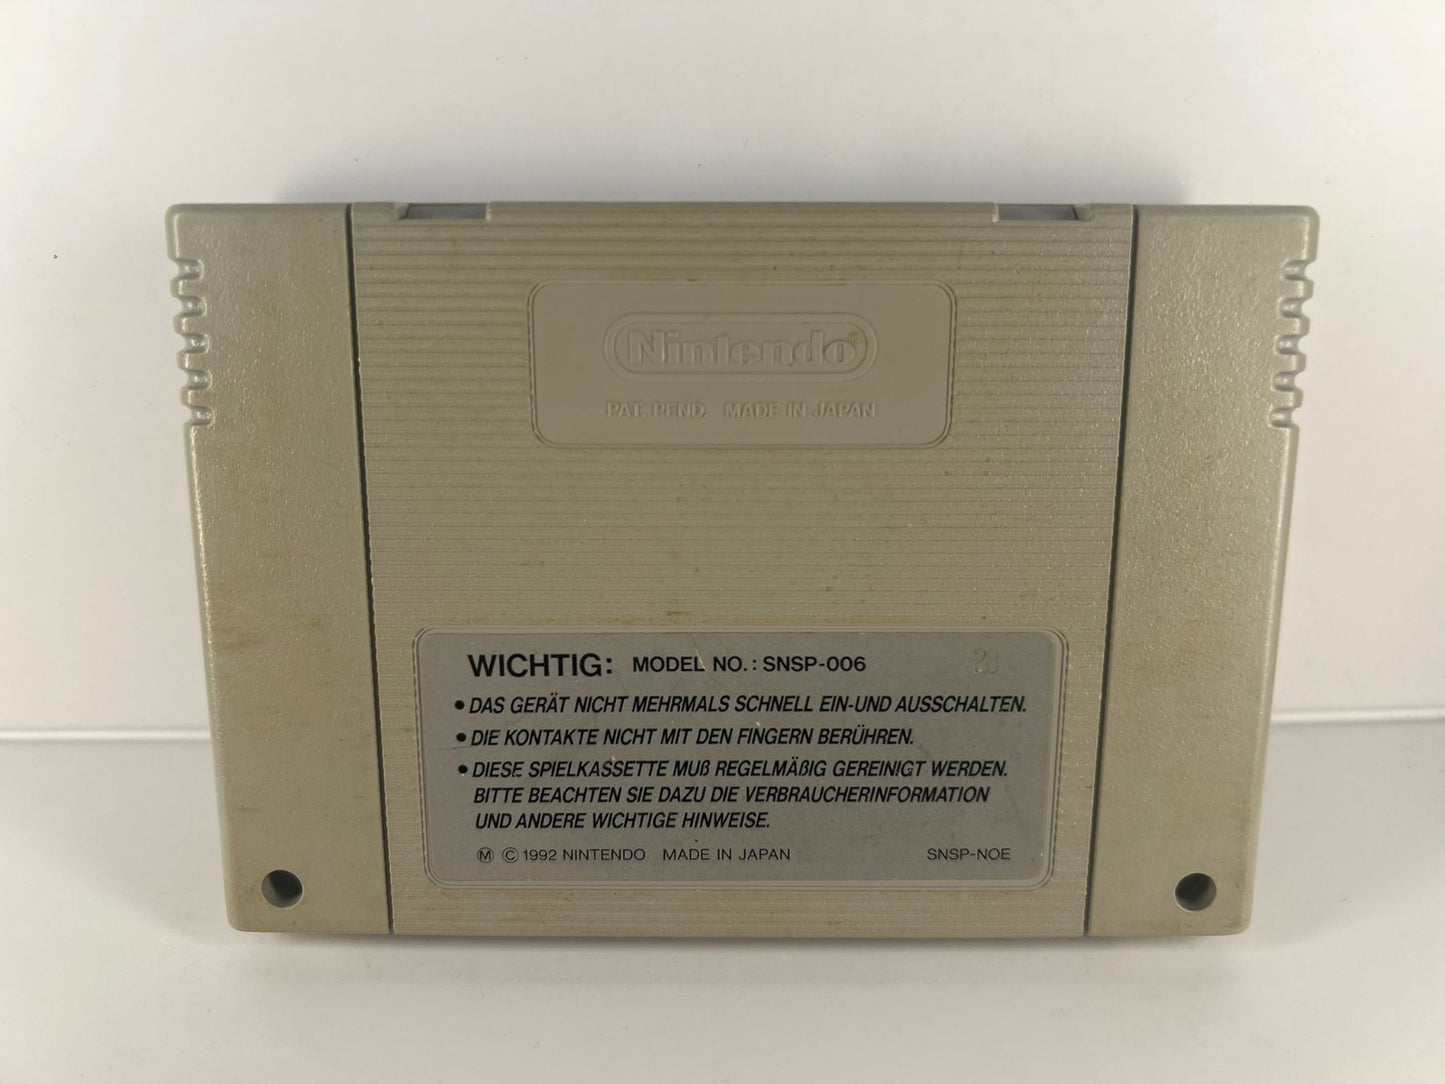 Nintendo
PAT. PEND. MADE IN JAPAN
WICHTIG: MODEL NO.: SNSP-006
• DAS GERÄT NICHT MEHRMALS SCHNELL EIN-UND AUSSCHALTEN.
• DIE KONTAKTE NICHT MIT DEN FINGERN BERÜHREN.
• DIESE SPIELKASSETTE MUß REGELMÄßIG GEREINIGT WERDEN.
BITTE BEACHTEN SIE DAZU DIE VERBRAUCHERINFORMATION
UND ANDERE WICHTIGE HINWEISE.
Ⓜ © 1992 NINTENDO MADE IN JAPAN SNSP-NOE